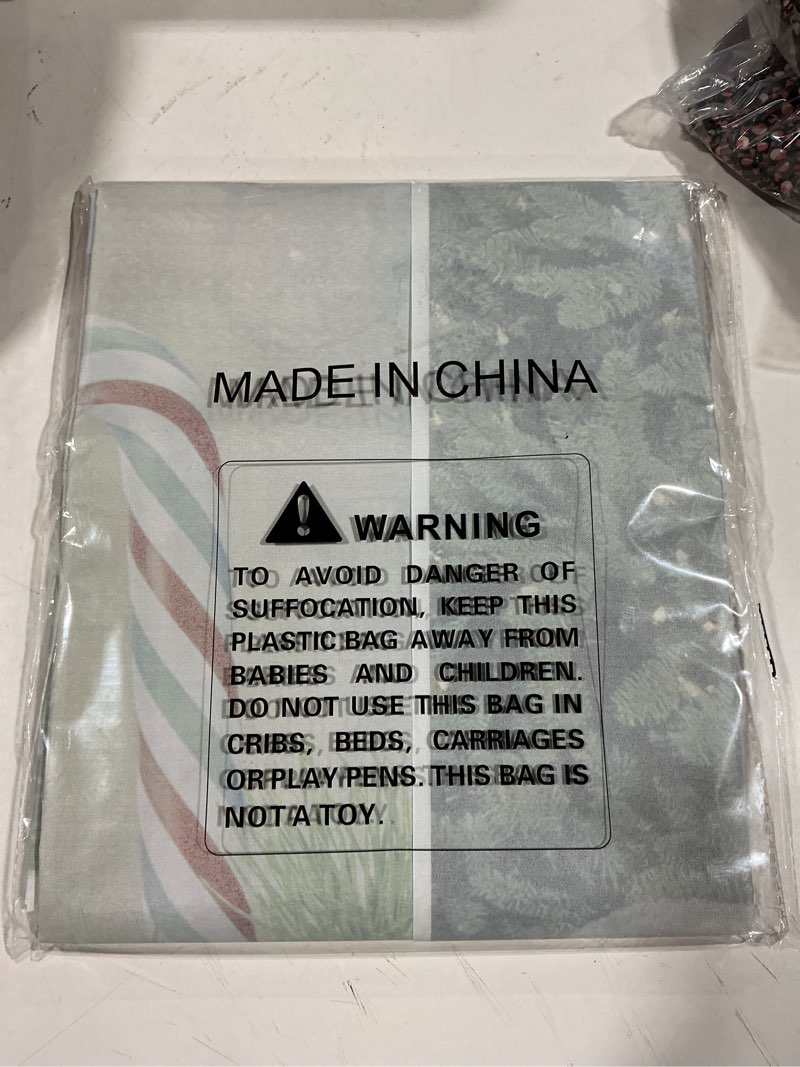 MADE IN CHINA
WARNING
TO AVOID DANGER OF
SUFFOCATION, KEEP THIS
PLASTIC BAG AWAY FROM
BABIES AND CHILDREN.
DO NOT USE THIS BAG IN
CRIBS, BEDS, CARRIAGES
OR PLAY PENS. THIS BAG IS
NOT A TOY.